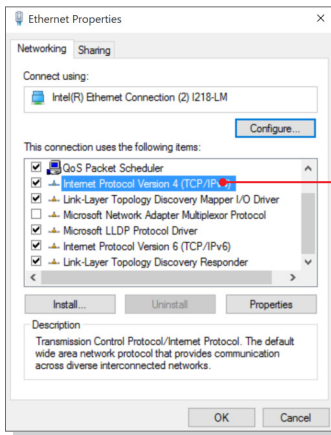 Ethernet Properties
Networking Sharing
Connect using:
Intel(R) Ethernet Connection (2) I218-LM
Configure...
This connection uses the following items:
QoS Packet Scheduler
Internet Protocol Version 4 (TCP/IPv4)
Link-Layer Topology Discovery Mapper I/O Driver
Microsoft Network Adapter Multiplexor Protocol
Microsoft LLDP Protocol Driver
Internet Protocol Version 6 (TCP/IPv6)
Link-Layer Topology Discovery Responder
Install... Uninstall Properties
Description
Transmission Control Protocol/Internet Protocol. The default
wide area network protocol that provides communication
across diverse interconnected networks.
OK Cancel